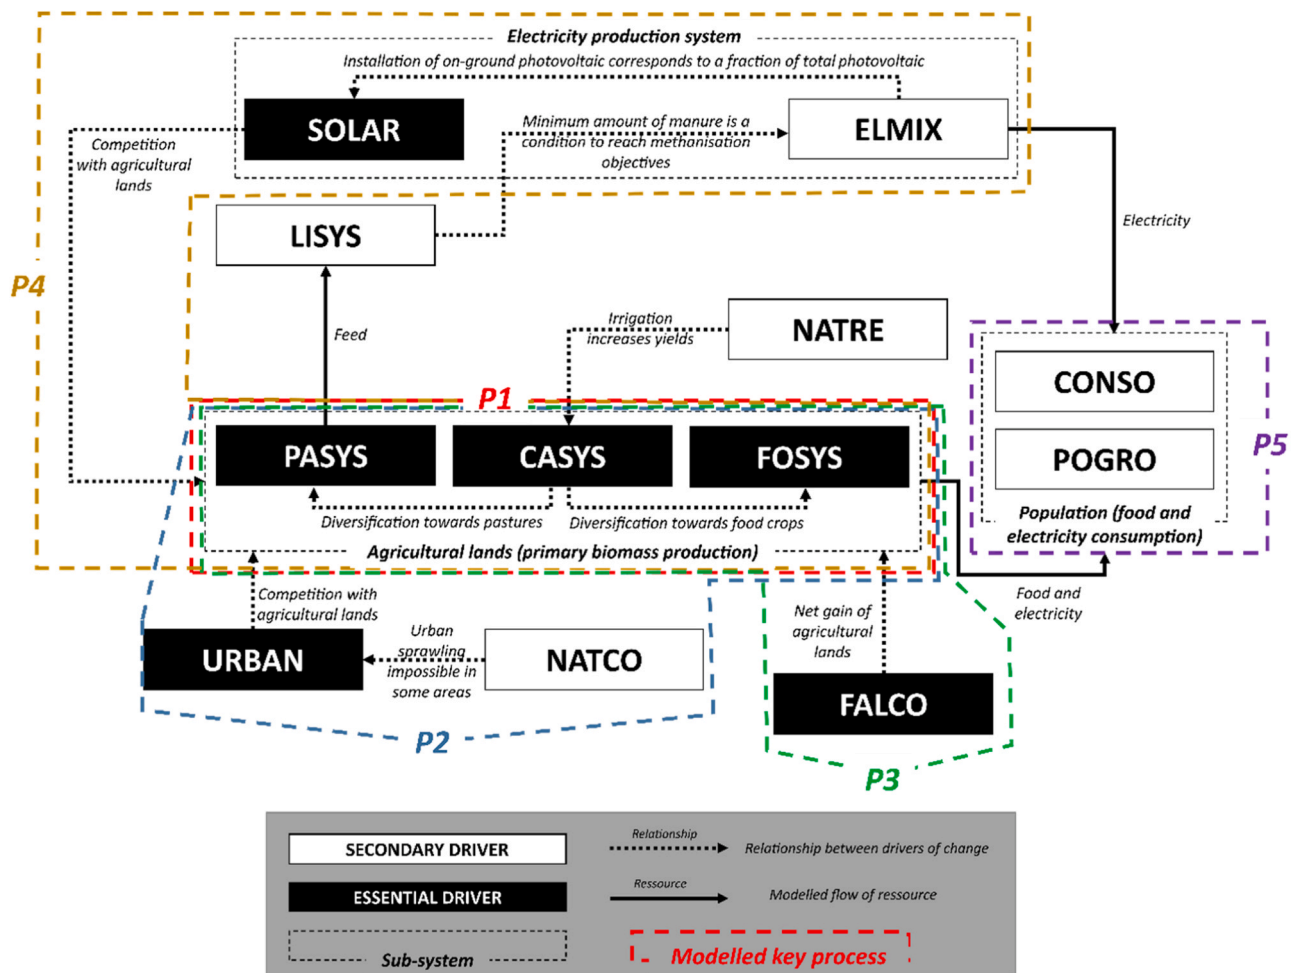 Electricity production system
Installation of on-ground photovoltaic corresponds to a fraction of total photovoltaic
SOLAR
ELMIX
Minimum amount of manure is a
condition to reach methanisation
objectives
Competition
with agricultural
lands
LISYS
Electricity
P4
Feed
Irrigation
increases yields
NATRE
CONSO
P1
P5
PASYS
CASYS
FOSYS
POGRO
Diversification towards pastures
Diversification towards food crops
Population (food and
electricity consumption)
Agricultural lands (primary biomass production)
Competition with
agricultural lands
Net gain of
agricultural
lands
Food and
electricity
URBAN
Urban
sprawling
impossible in
some areas
NATCO
FALCO
P2
P3
SECONDARY DRIVER
Relationship
Relationship between drivers of change
ESSENTIAL DRIVER
Ressource
Modelled flow of ressource
Sub-system
Modelled key process